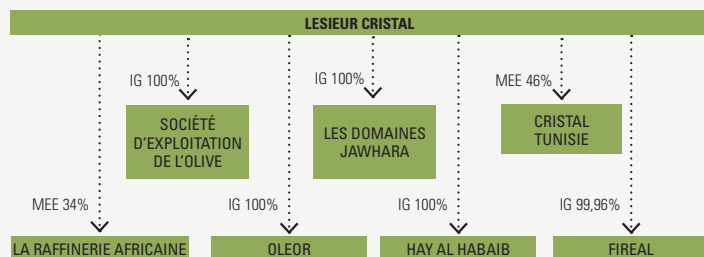 LESIEUR CRISTAL
IG 100%
IG 100%
MEE 46%
SOCIÉTÉ
D'EXPLOITATION
DE L'OLIVE
LES DOMAINES
JAWHARA
CRISTAL
TUNISIE
MEE 34%
IG 100%
IG 100%
IG 99,96%
LA RAFFINERIE AFRICAINE
OLEOR
HAY AL HABAIB
FIREAL